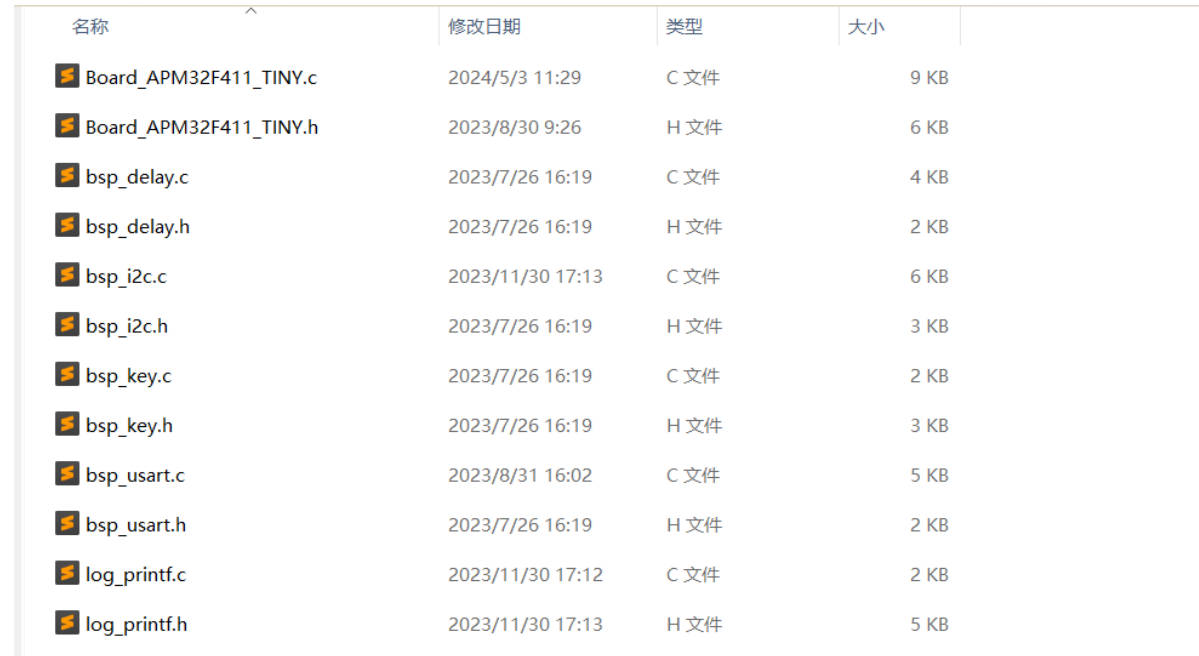 名称 修改日期 类型 大小
Board_APM32F411_TINY.c 2024/5/3 11:29 C 文件 9 KB
Board_APM32F411_TINY.h 2023/8/30 9:26 H 文件 6 KB
bsp_delay.c 2023/7/26 16:19 C 文件 4 KB
bsp_delay.h 2023/7/26 16:19 H 文件 2 KB
bsp_i2c.c 2023/11/30 17:13 C 文件 6 KB
bsp_i2c.h 2023/7/26 16:19 H 文件 3 KB
bsp_key.c 2023/7/26 16:19 C 文件 2 KB
bsp_key.h 2023/7/26 16:19 H 文件 3 KB
bsp_usart.c 2023/8/31 16:02 C 文件 5 KB
bsp_usart.h 2023/7/26 16:19 H 文件 2 KB
log_printf.c 2023/11/30 17:12 C 文件 2 KB
log_printf.h 2023/11/30 17:13 H 文件 5 KB